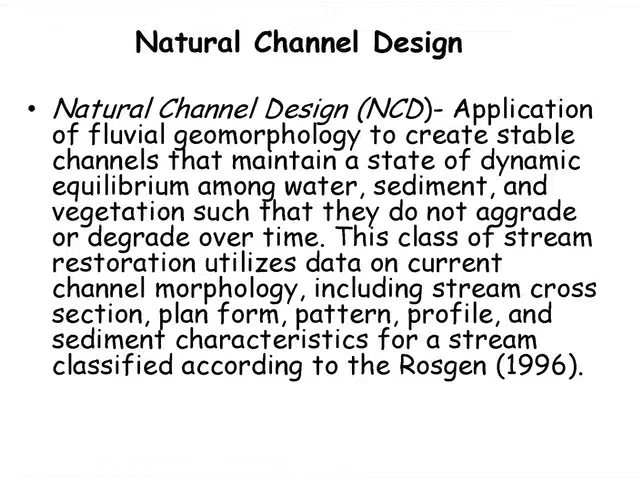 Natural Channel Design
• Natural Channel Design (NCD)- Application
of fluvial geomorphology to create stable
channels that maintain a state of dynamic
equilibrium among water, sediment, and
vegetation such that they do not aggrade
or degrade over time. This class of stream
restoration utilizes data on current
channel morphology, including stream cross
section, plan form, pattern, profile, and
sediment characteristics for a stream
classified according to the Rosgen (1996).